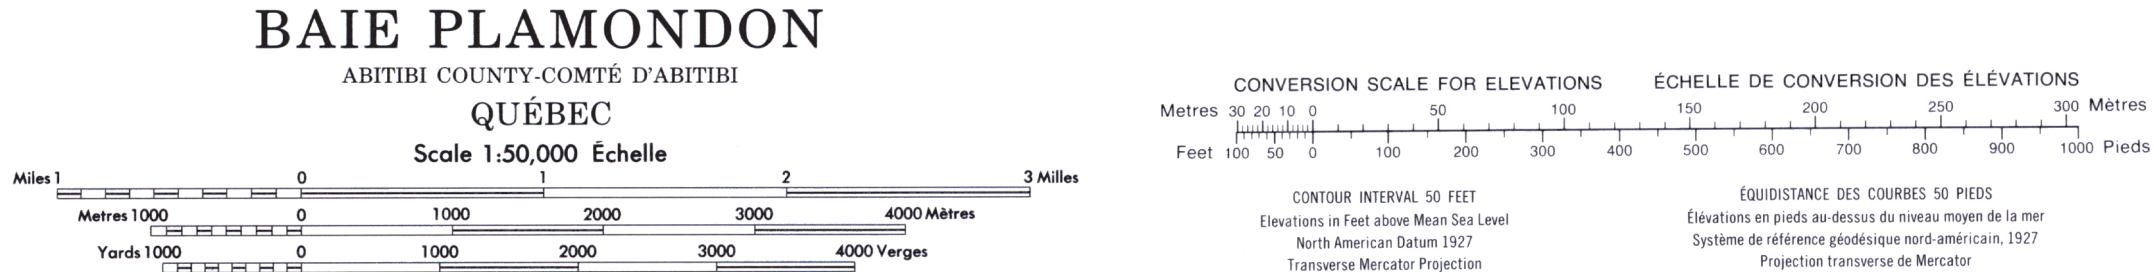 BAIE PLAMONDON
ABITIBI COUNTY-COMTÉ D'ABITIBI
QUÉBEC
Scale 1:50,000 Échelle
Miles 1 0 1 2 3 Milles
Metres 1000 0 1000 2000 3000 4000 Mètres
Yards 1000 0 1000 2000 3000 4000 Verges
CONVERSION SCALE FOR ELEVATIONS ÉCHELLE DE CONVERSION DES ÉLÉVATIONS
Metres 30 20 10 0 50 100 150 200 250 300 Mètres
Feet 100 50 0 100 200 300 400 500 600 700 800 900 1000 Pieds
CONTOUR INTERVAL 50 FEET
Elevations in Feet above Mean Sea Level
North American Datum 1927
Transverse Mercator Projection
ÉQUIDISTANCE DES COURBES 50 PIEDS
Élévations en pieds au-dessus du niveau moyen de la mer
Système de référence géodésique nord-américain, 1927
Projection transverse de Mercator